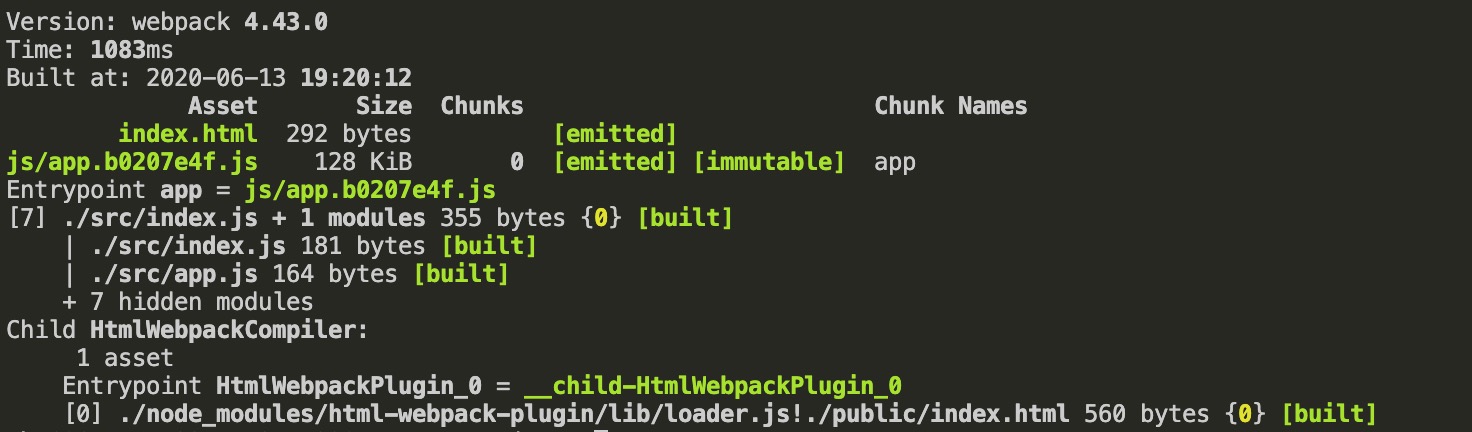 Version: webpack 4.43.0
Time: 1083ms
Built at: 2020-06-13 19:20:12
Asset Size Chunks Chunk Names
index.html 292 bytes [emitted]
js/app.b0207e4f.js 128 KiB 0 [emitted] [immutable] app
Entrypoint app = js/app.b0207e4f.js
[7] ./src/index.js + 1 modules 355 bytes {0} [built]
| ./src/index.js 181 bytes [built]
| ./src/app.js 164 bytes [built]
+ 7 hidden modules
Child HtmlWebpackCompiler:
1 asset
Entrypoint HtmlWebpackPlugin_0 = __child-HtmlWebpackPlugin_0
[0] ./node_modules/html-webpack-plugin/lib/loader.js!./public/index.html 560 bytes {0} [built]